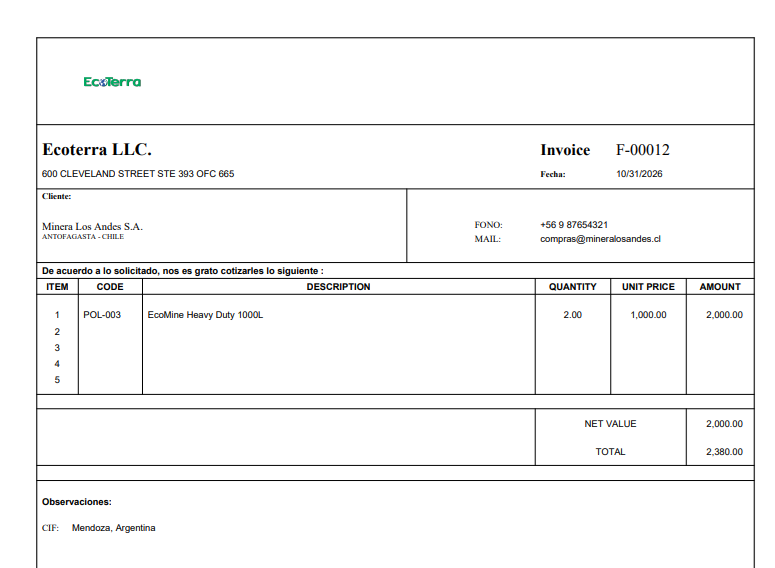 EcoTerra
Ecoterra LLC. Invoice F-00012
600 CLEVELAND STREET STE 393 OFC 665 Fecha: 10/31/2026
Cliente:
Minera Los Andes S.A. FONO: +56 9 87654321
ANTOFAGASTA - CHILE MAIL: compras@mineralosandes.cl
De acuerdo a lo solicitado, nos es grato cotizarles lo siguiente :
ITEM CODE DESCRIPTION QUANTITY UNIT PRICE AMOUNT
1 POL-003 EcoMine Heavy Duty 1000L 2.00 1,000.00 2,000.00
2
3
4
5
NET VALUE 2,000.00
TOTAL 2,380.00
Observaciones:
CIF: Mendoza, Argentina